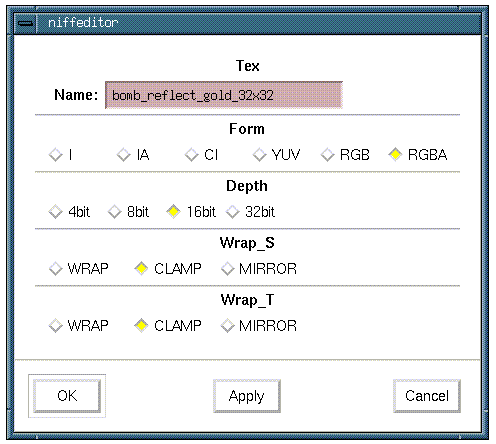 niffeditor
Tex
Name: bomb_reflect_gold_32x32
Form
I IA CI YUV RGB RGBA
Depth
4bit 8bit 16bit 32bit
Wrap_S
WRAP CLAMP MIRROR
Wrap_T
WRAP CLAMP MIRROR
OK Apply Cancel